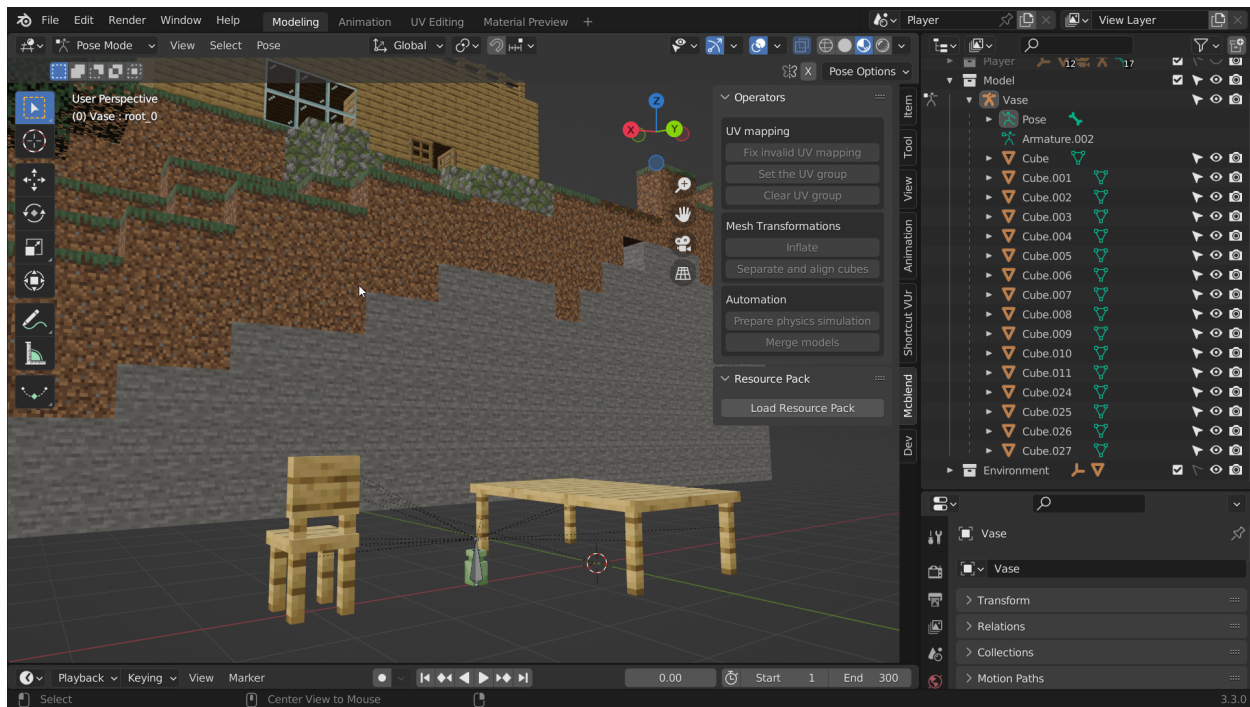 File Edit Render Window Help Modeling Animation UV Editing Material Preview + Player View Layer
Pose Mode View Select Pose Global
X Pose Options
User Perspective
(0) Vase : root_0
Z
X Y
Operators
UV mapping
Fix invalid UV mapping
Set the UV group
Clear UV group
Mesh Transformations
Inflate
Separate and align cubes
Automation
Prepare physics simulation
Merge models
Resource Pack
Load Resource Pack
Item
Tool
View
Animation
Shortcut VUr
Mcblend
Dev
Player 12 17
Model
Vase
Pose
Armature.002
Cube
Cube.001
Cube.002
Cube.003
Cube.004
Cube.005
Cube.006
Cube.007
Cube.008
Cube.009
Cube.010
Cube.011
Cube.024
Cube.025
Cube.026
Cube.027
Environment
Vase
Vase
Transform
Relations
Collections
Motion Paths
Playback Keying View Marker 0.00 Start 1 End 300
Select Center View to Mouse 3.3.0